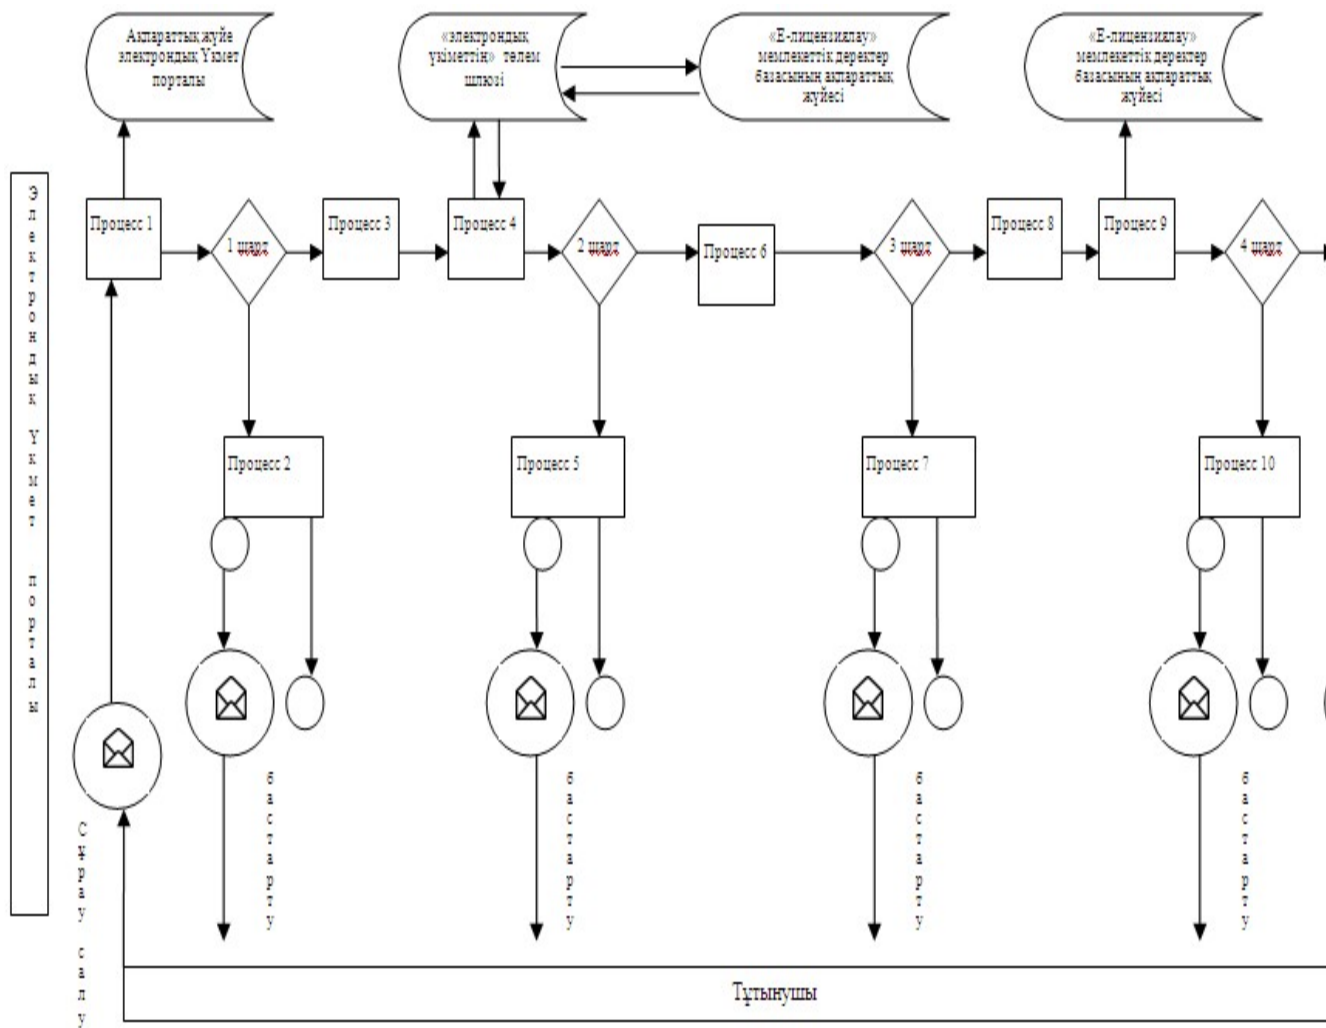 Ақпараттық жүйе
электрондық Үкмет
порталы
«электрондық
үкіметтің» төлем
шлюзі
«Е-лицензиялау»
мемлекеттік деректер
базасының ақпараттық
жүйесі
«Е-лицензиялау»
мемлекеттік деректер
базасының ақпараттық
жүйесі
Электрондық Үкмет порталы
Процесс 1
1 шарт
Процесс 3
Процесс 4
2 шарт
Процесс 6
3 шарт
Процесс 8
Процесс 9
4 шарт
Процесс 2
Процесс 5
Процесс 7
Процесс 10
бастарту
бастарту
бастарту
бастарту
Сұрау салу
Тұтынушы